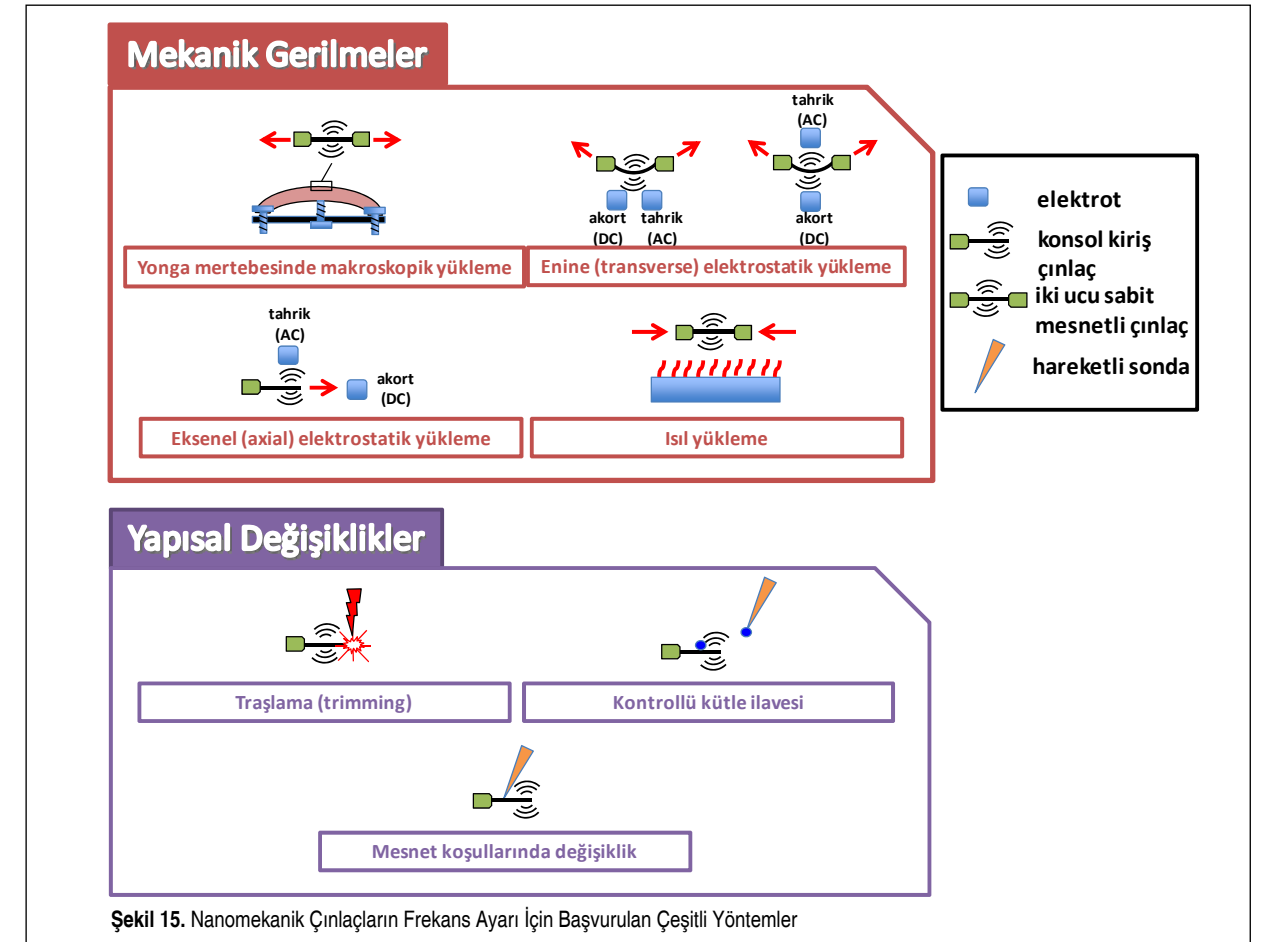 Mekanik Gerilmeler
tahrik
(AC)
akort
(DC)
tahrik
(AC)
akort
(DC)
Yonga mertebesinde makroskopik yükleme
Enine (transverse) elektrostatik yükleme
tahrik
(AC)
akort
(DC)
Eksenel (axial) elektrostatik yükleme
Isıl yükleme
elektrot
konsol kiriş
çınlaç
iki ucu sabit
mesnetli çınlaç
hareketli sonda
Yapısal Değişiklikler
Traşlama (trimming)
Kontrollü kütle ilavesi
Mesnet koşullarında değişiklik
Şekil 15. Nanomekanik Çınlaçların Frekans Ayarı İçin Başvurulan Çeşitli Yöntemler